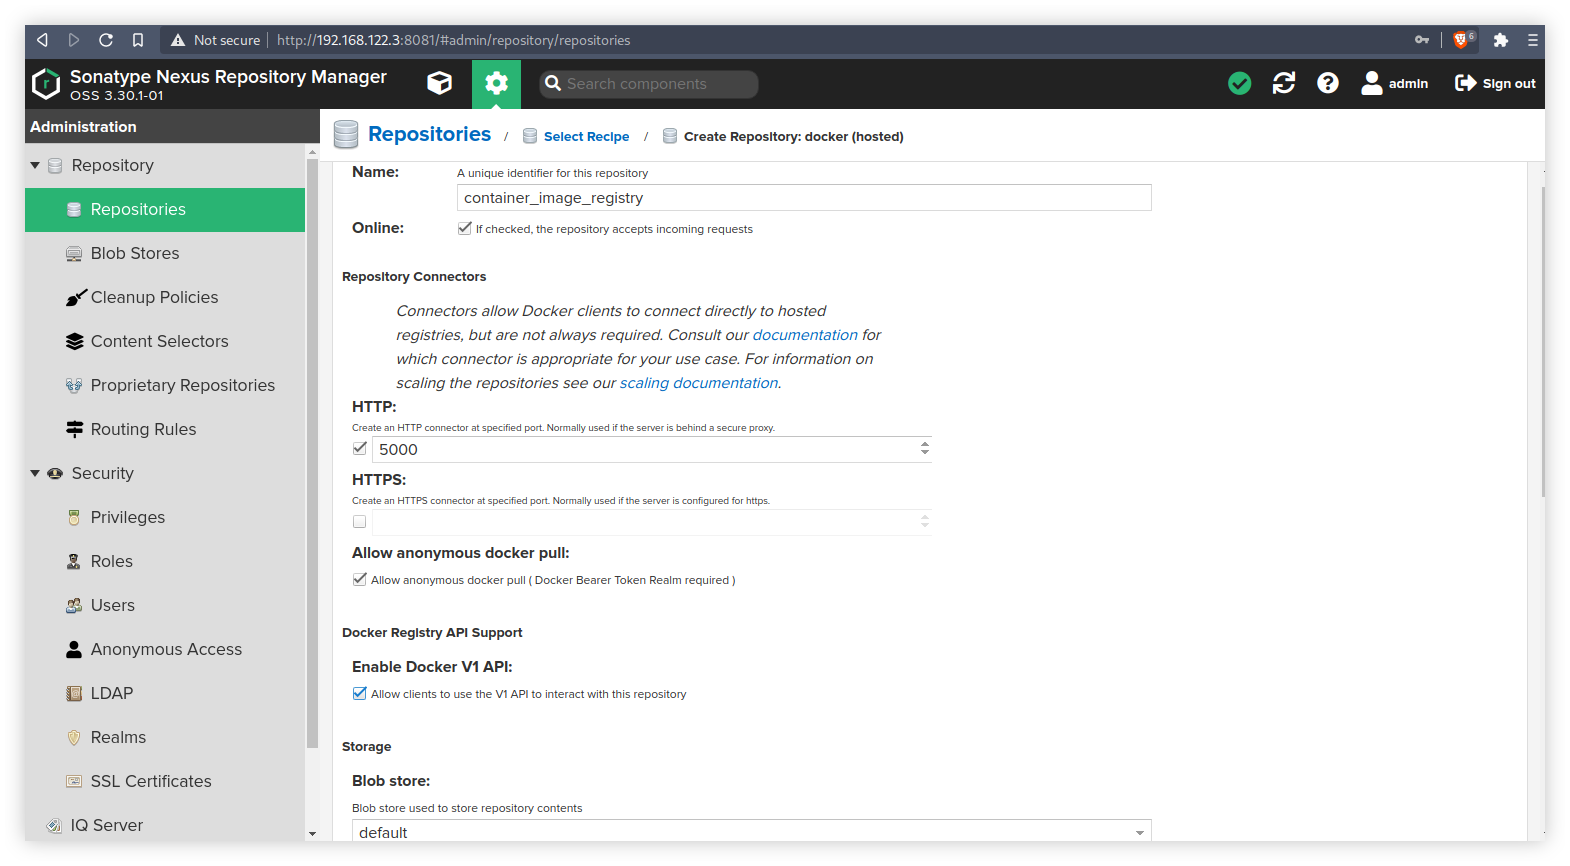 Not secure http://192.168.122.3:8081/#admin/repository/repositories 6
Sonatype Nexus Repository Manager
OSS 3.30.1-01
Search components
admin Sign out
Administration
Repositories / Select Recipe / Create Repository: docker (hosted)
Repository
Repositories
Blob Stores
Cleanup Policies
Content Selectors
Proprietary Repositories
Routing Rules
Security
Privileges
Roles
Users
Anonymous Access
LDAP
Realms
SSL Certificates
IQ Server
Name: A unique identifier for this repository
container_image_registry
Online: If checked, the repository accepts incoming requests
Repository Connectors
Connectors allow Docker clients to connect directly to hosted
registries, but are not always required. Consult our documentation for
which connector is appropriate for your use case. For information on
scaling the repositories see our scaling documentation.
HTTP:
Create an HTTP connector at specified port. Normally used if the server is behind a secure proxy.
5000
HTTPS:
Create an HTTPS connector at specified port. Normally used if the server is configured for https.
Allow anonymous docker pull:
Allow anonymous docker pull ( Docker Bearer Token Realm required )
Docker Registry API Support
Enable Docker V1 API:
Allow clients to use the V1 API to interact with this repository
Storage
Blob store:
Blob store used to store repository contents
default